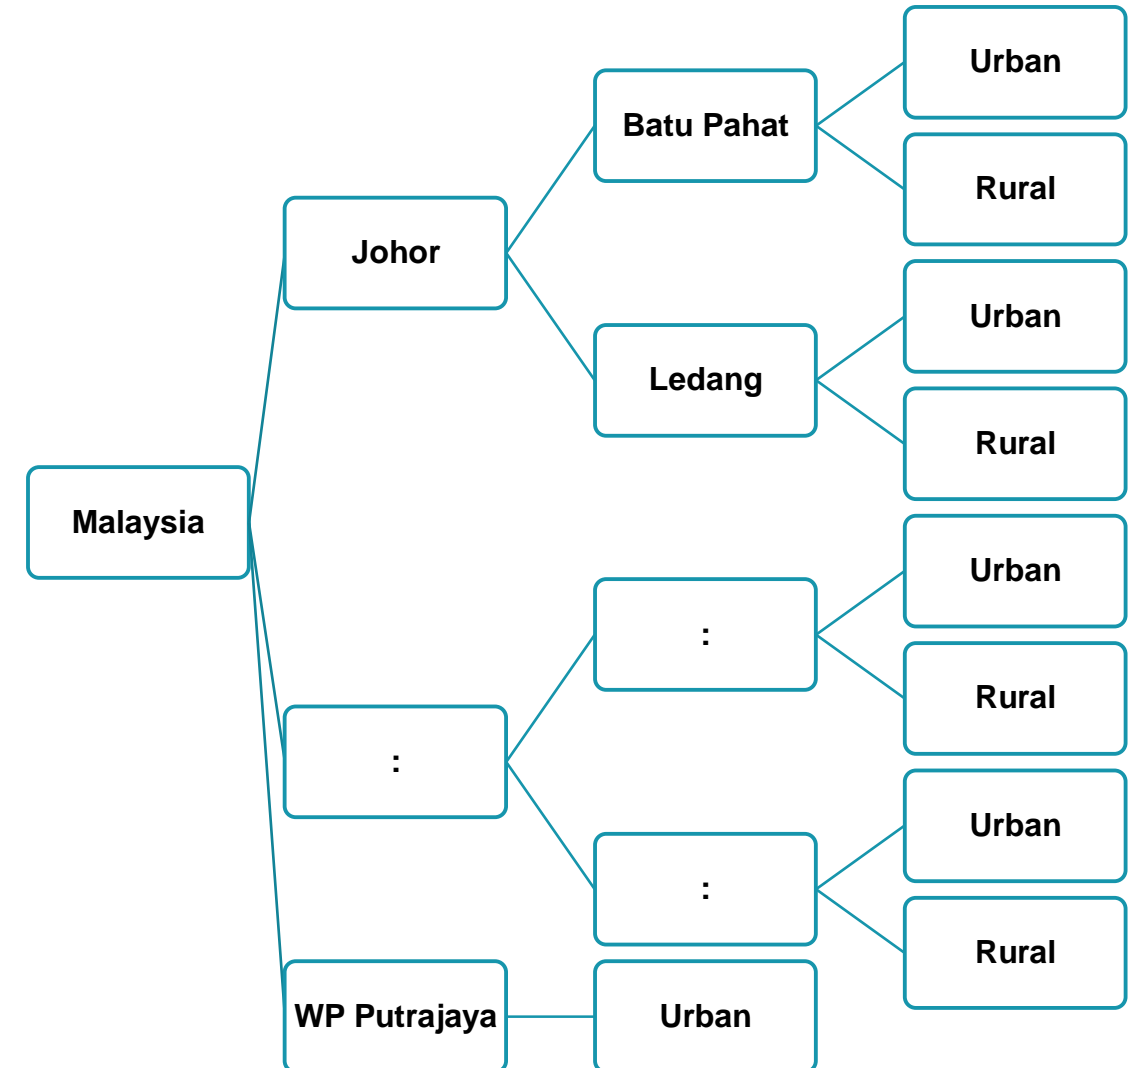 Urban
Batu Pahat
Rural
Johor
Urban
Ledang
Rural
Malaysia
Urban
:
Rural
:
Urban
:
Rural
WP Putrajaya
Urban